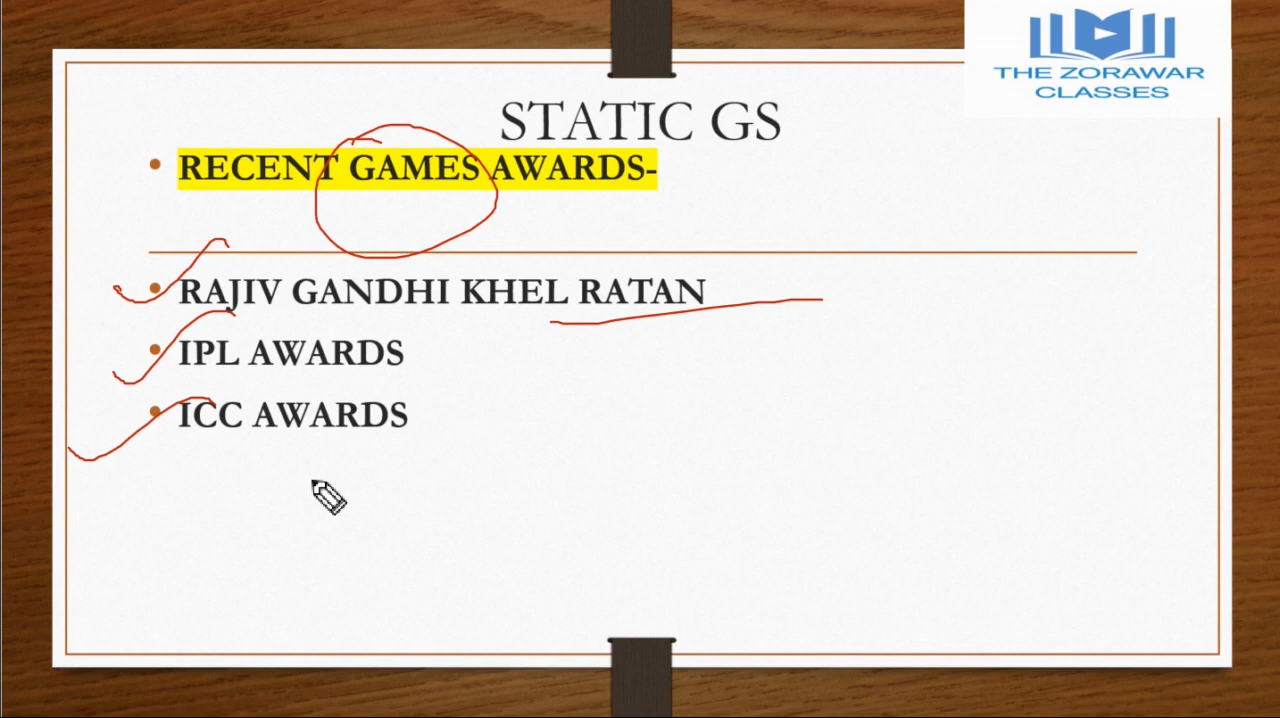 THE ZORAWAR
CLASSES
STATIC GS
• RECENT GAMES AWARDS-
• RAJIV GANDHI KHEL RATAN
• IPL AWARDS
• ICC AWARDS